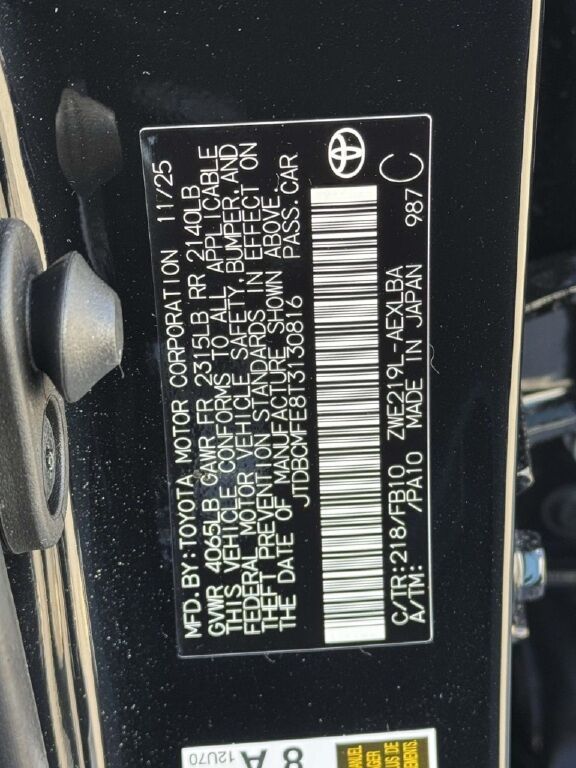 MFD. BY: TOYOTA MOTOR CORPORATION 11/25
GVWR 4065LB GAWR FR 2315LB RR 2140LB
THIS VEHICLE CONFORMS TO ALL APPLICABLE
FEDERAL MOTOR VEHICLE SAFETY, BUMPER, AND
THEFT PREVENTION STANDARDS IN EFFECT ON
THE DATE OF MANUFACTURE SHOWN ABOVE.
JTDBCMFE8T3130816 PASS. CAR
C/TR: 218/FB10 ZWE219L-AEXLBA 987 C
A/TM: /PA10 MADE IN JAPAN
8 A
12U70